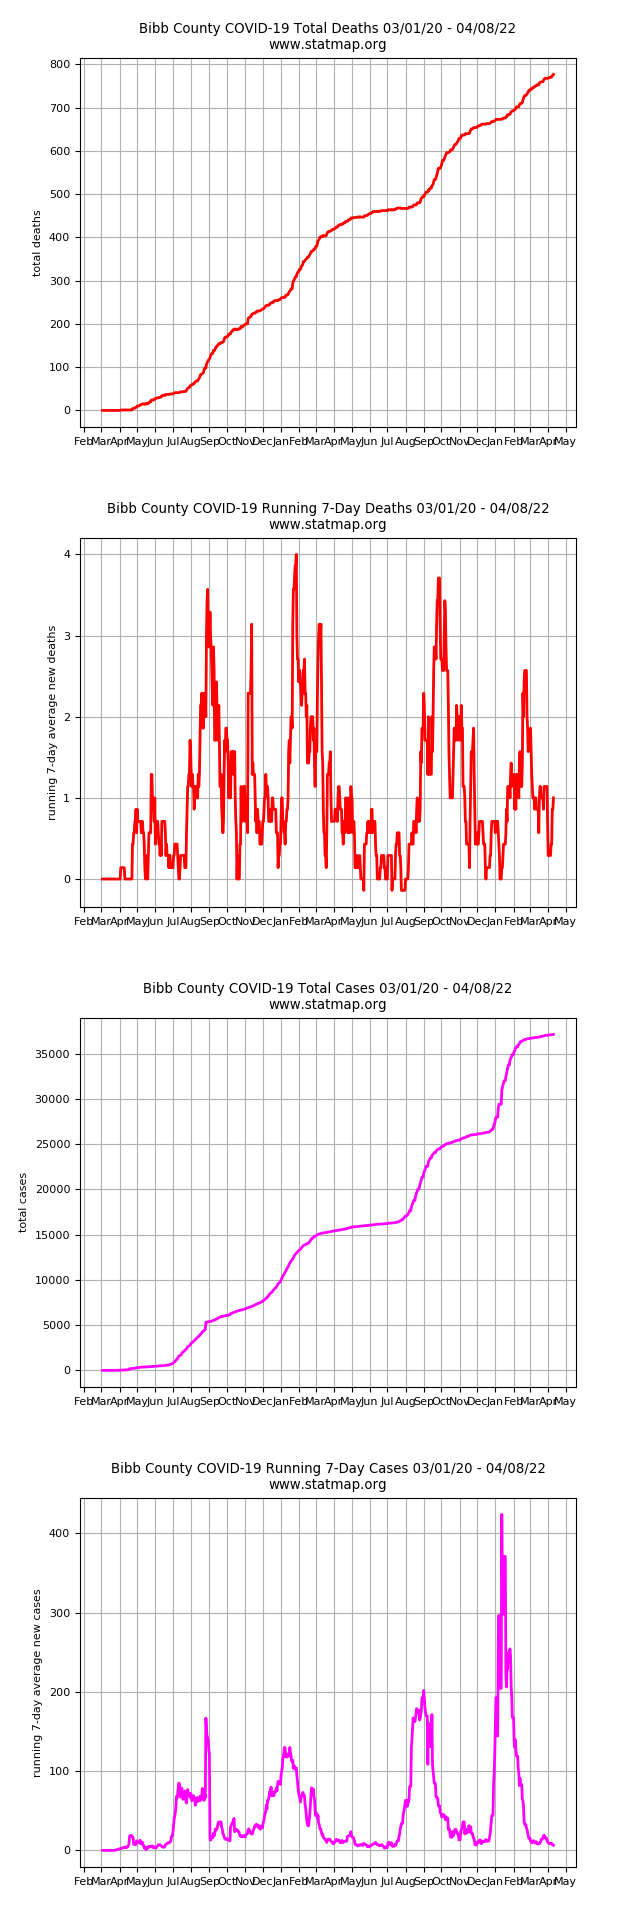 Bibb County COVID-19 Total Deaths 03/01/20 - 04/08/22
www.statmap.org
800
700
600
500
400
300
200
100
0
total deaths
Feb Mar Apr May Jun Jul Aug Sep Oct Nov Dec Jan Feb Mar Apr May Jun Jul Aug Sep Oct Nov Dec Jan Feb Mar Apr May
Bibb County COVID-19 Running 7-Day Deaths 03/01/20 - 04/08/22
www.statmap.org
4
3
2
1
0
running 7-day average new deaths
Feb Mar Apr May Jun Jul Aug Sep Oct Nov Dec Jan Feb Mar Apr May Jun Jul Aug Sep Oct Nov Dec Jan Feb Mar Apr May
Bibb County COVID-19 Total Cases 03/01/20 - 04/08/22
www.statmap.org
35000
30000
25000
20000
15000
10000
5000
0
total cases
Feb Mar Apr May Jun Jul Aug Sep Oct Nov Dec Jan Feb Mar Apr May Jun Jul Aug Sep Oct Nov Dec Jan Feb Mar Apr May
Bibb County COVID-19 Running 7-Day Cases 03/01/20 - 04/08/22
www.statmap.org
400
300
200
100
0
running 7-day average new cases
Feb Mar Apr May Jun Jul Aug Sep Oct Nov Dec Jan Feb Mar Apr May Jun Jul Aug Sep Oct Nov Dec Jan Feb Mar Apr May